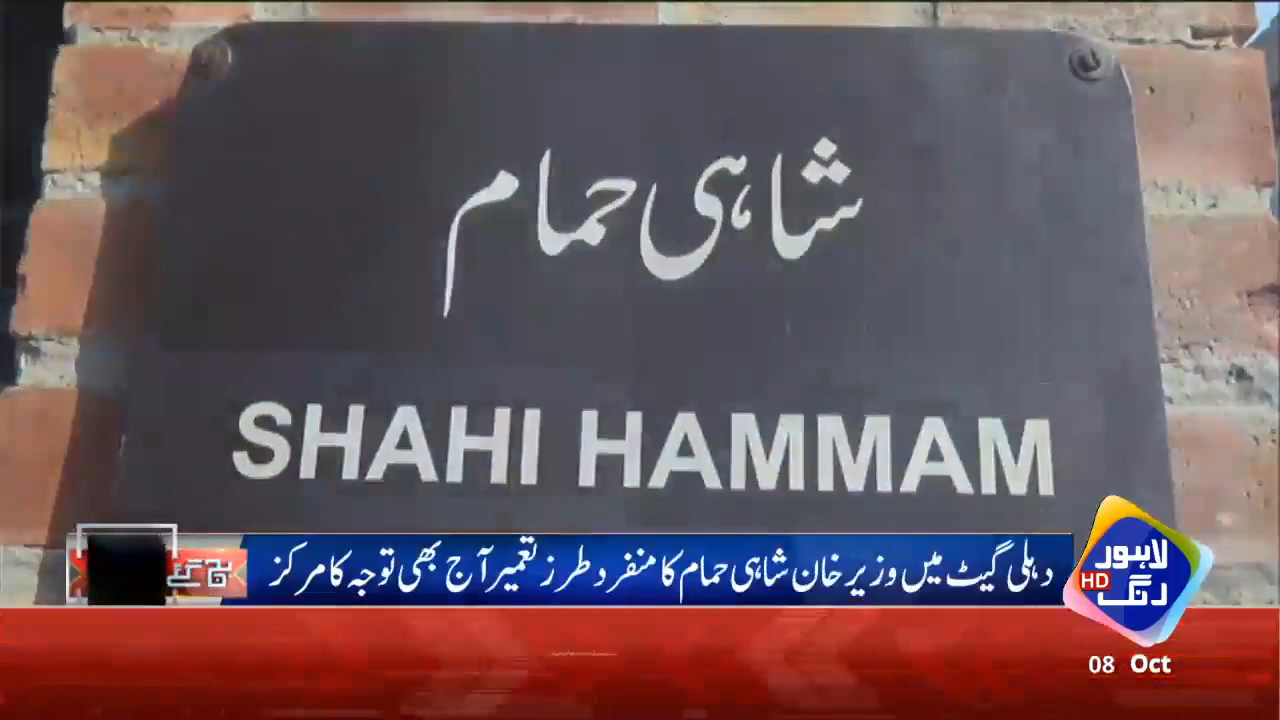 شاہی حمام
SHAHI HAMMAM
دہلی گیٹ میں وزیر خان شاہی حمام کا منفرد طرز تعمیر آج بھی توجہ کا مرکز
لاہور
HD
رنگ
08 Oct